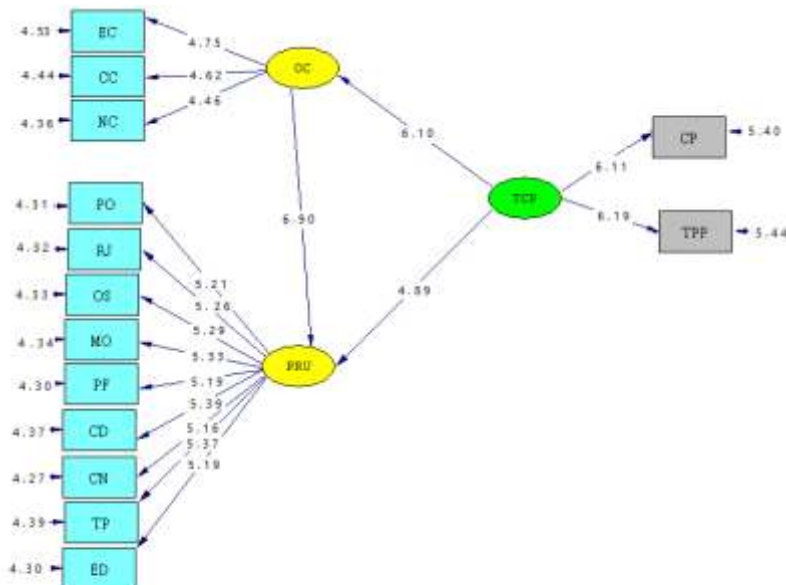 4.53 EC
4.75
4.44 CC
4.62
OC
4.36 NC
4.46
6.10
CP 5.40
6.11
TCP
6.19
TPP 5.44
6.90
4.89
4.31 PO
5.21
4.32 RJ
5.26
4.33 OS
5.29
4.34 MO
5.33
PRU
4.30 PF
5.19
4.37 CD
5.39
4.27 CN
5.16
4.39 TP
5.37
4.30 ED
5.19